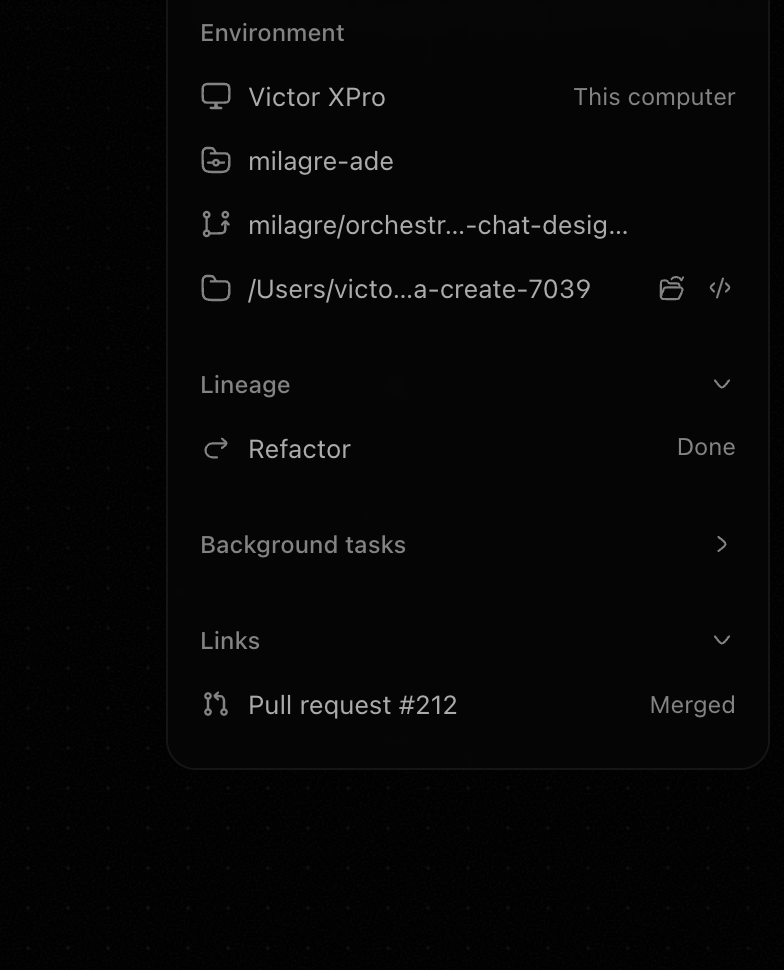 Environment
Victor XPro This computer
milagre-ade
milagre/orchestr...-chat-desig...
/Users/victo...a-create-7039
Lineage
Refactor Done
Background tasks
Links
Pull request #212 Merged